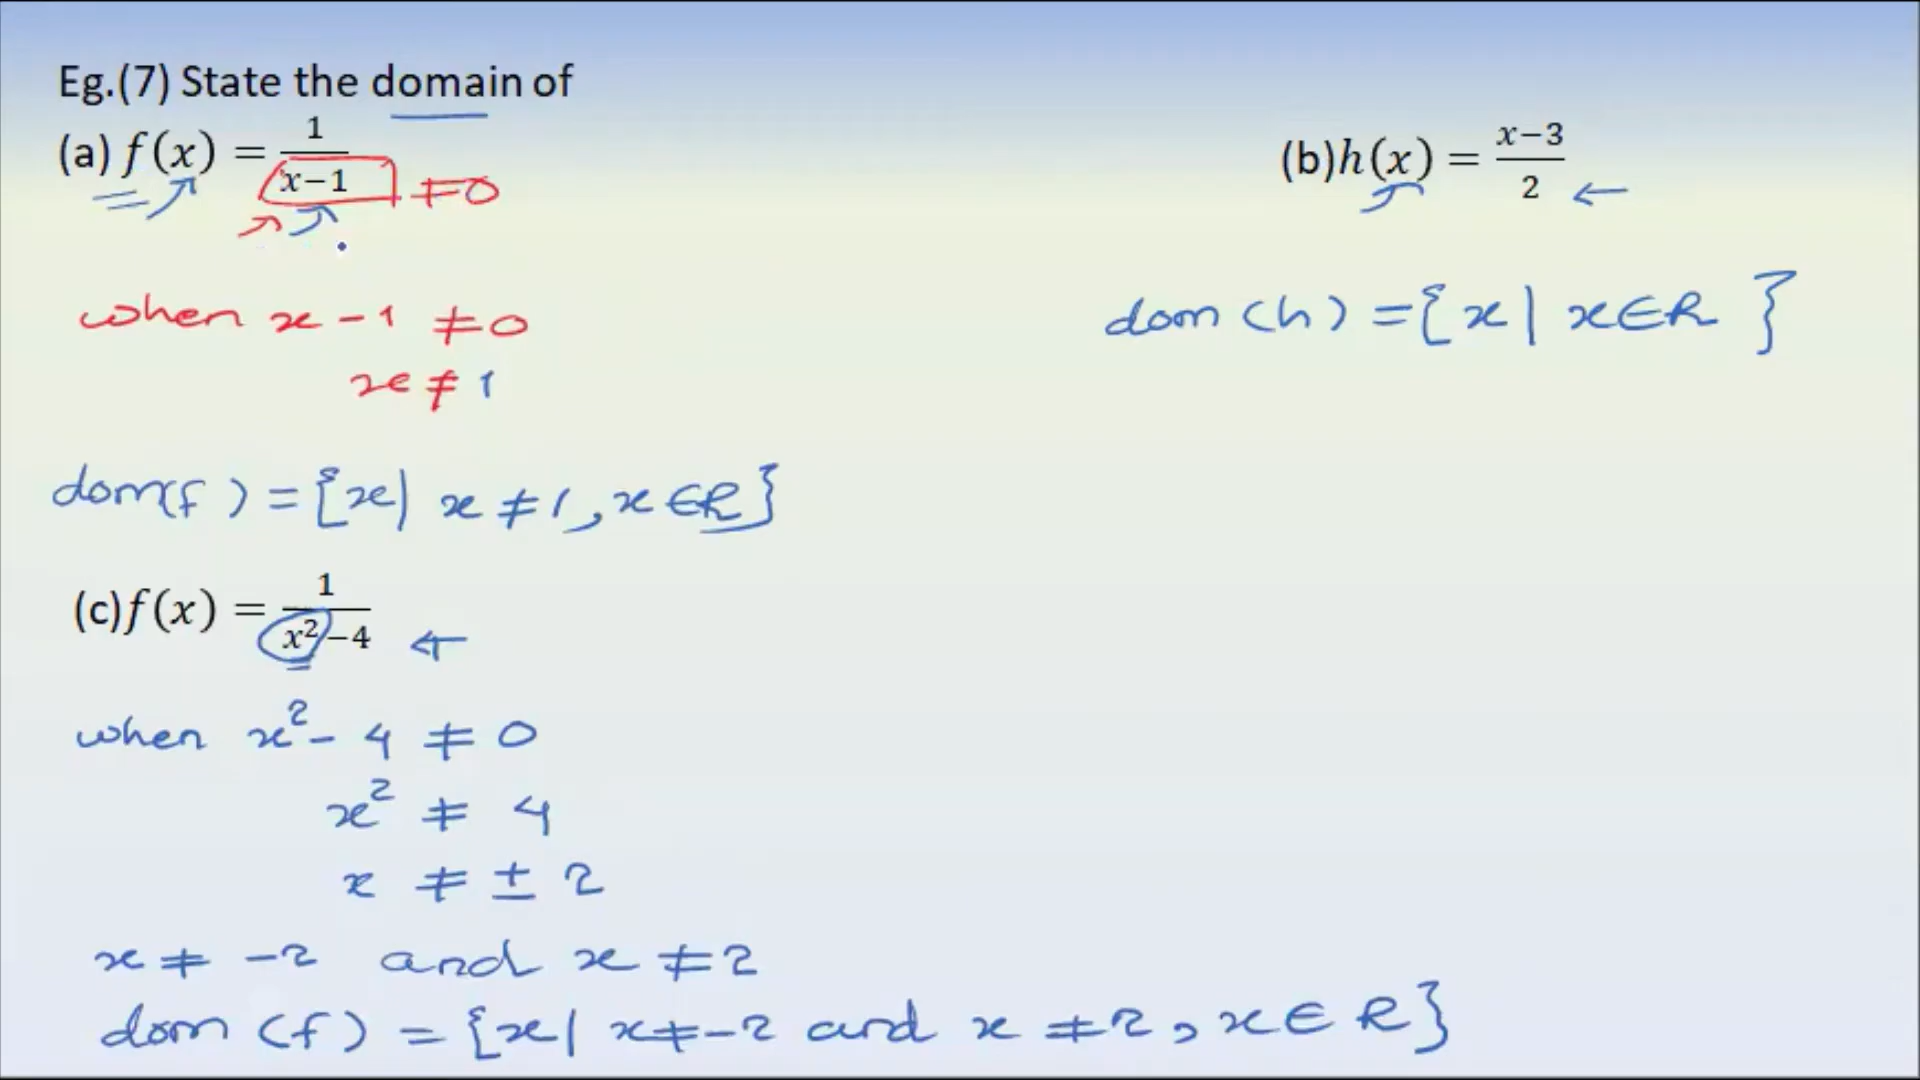 Eg.(7) State the domain of
(a) f(x) = 1/(x−1) ≠0
when x - 1 ≠0
x ≠ 1
dom(f) = {x| x ≠1, x ∈R}
(b)h(x) = (x−3)/2 ←
dom (h) = {x| x∈R }
(c)f(x) = 1/(x²−4) ←
when x² - 4 ≠ 0
x² ≠ 4
x ≠ ± 2
x ≠ -2 and x ≠2
dom (f) = {x| x≠-2 and x ≠2, x∈ R}